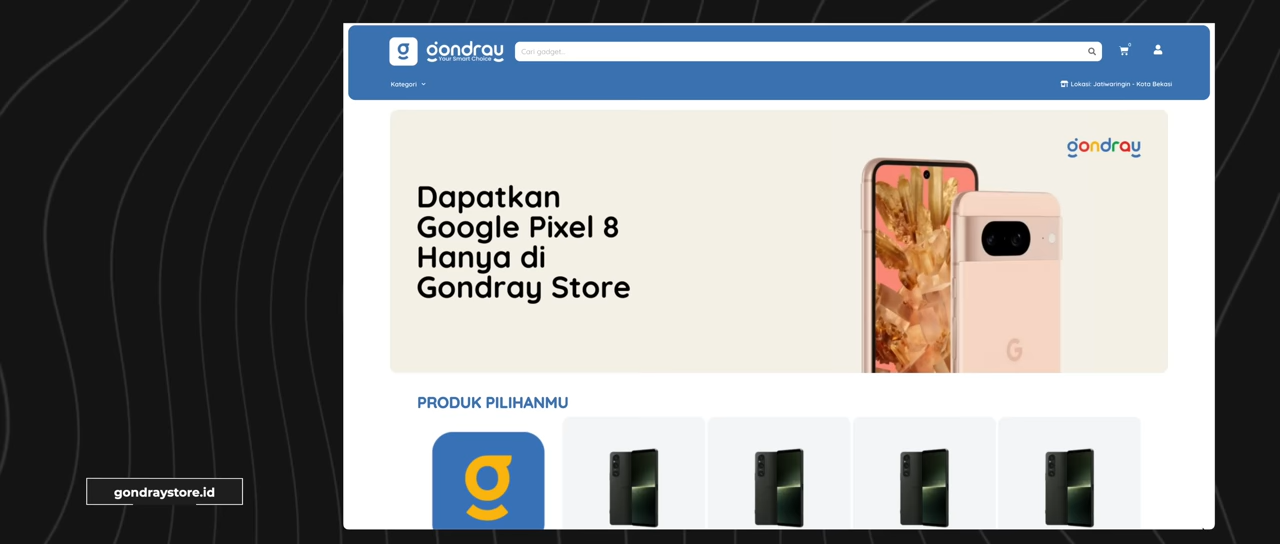 gondray
Your Smart Choice
Cari gadget...
0
Kategori
Lokasi: Jatiwaringin - Kota Bekasi
gondray
Dapatkan
Google Pixel 8
Hanya di
Gondray Store
PRODUK PILIHANMU
gondraystore.id